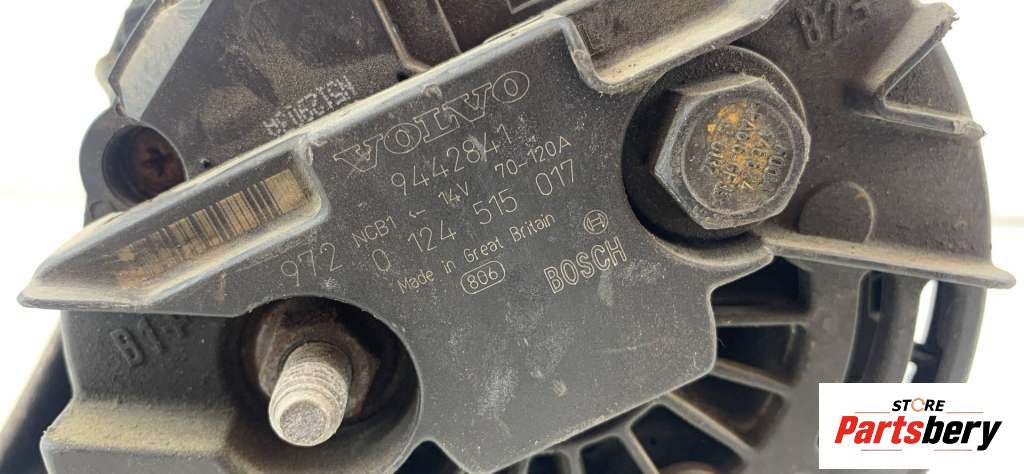 VOLVO
9442841
NCB1 ← 14V 70-120A
972 0 124 515 017
Made in Great Britain
806
BOSCH
B1+
STORE
Partsbery